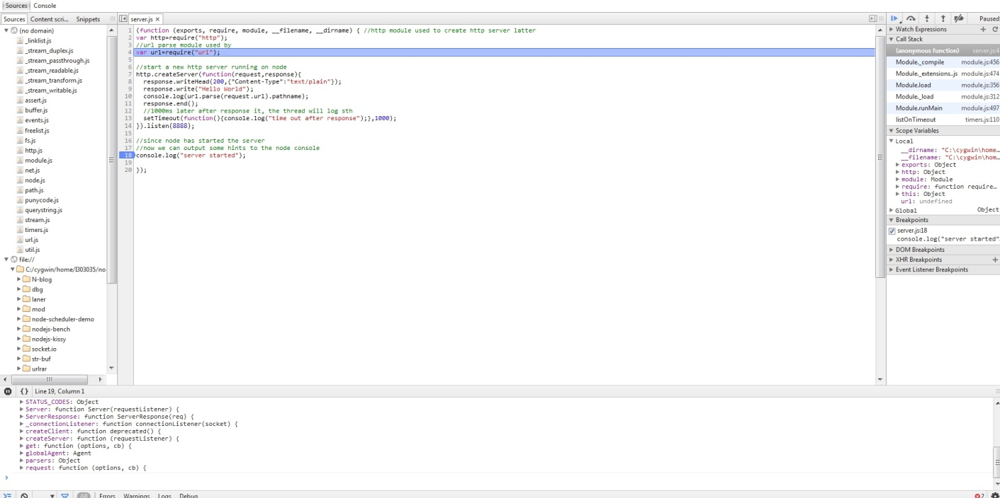 Sources Console
Sources Content scri... Snippets
(no domain)
_linklist.js
_stream_duplex.js
_stream_passthrough.js
_stream_readable.js
_stream_transform.js
_stream_writable.js
assert.js
buffer.js
events.js
freelist.js
fs.js
http.js
module.js
net.js
node.js
path.js
punycode.js
querystring.js
stream.js
timers.js
url.js
util.js
file://
C:/cygwin/home/I303035/no
N-blog
dbg
laner
mod
node-scheduler-demo
nodejs-bench
nodejs-kissy
socket.io
str-buf
urlrar
server.js ×
1 (function (exports, require, module, __filename, __dirname) { //http module used to create http server latter
2 var http=require("http");
3 //url parse module used by
4 var url=require("url");
5
6 //start a new http server running on node
7 http.createServer(function(request,response){
8 response.writeHead(200,{"Content-Type":"text/plain"});
9 response.write("Hello World");
10 console.log(url.parse(request.url).pathname);
11 response.end();
12 //1000ms later after response it, the thread will log sth
13 setTimeout(function(){console.log("time out after response");},1000);
14 }).listen(8888);
15
16 //since node has started the server
17 //now we can output some hints to the node console
18 console.log("server started");
19
20 });
Paused
Watch Expressions
Call Stack
(anonymous function) server.js:4
Module._compile module.js:456
Module._extensions..js module.js:474
Module.load module.js:356
Module._load module.js:312
Module.runMain module.js:497
listOnTimeout timers.js:110
Scope Variables
Local
__dirname: "C:\cygwin\home...
__filename: "C:\cygwin\hom...
exports: Object
http: Object
module: Module
require: function require...
this: Object
url: undefined
Global Object
Breakpoints
server.js:18
console.log("server started".
DOM Breakpoints
XHR Breakpoints +
Event Listener Breakpoints
{ } Line 19, Column 1
STATUS_CODES: Object
Server: function Server(requestListener) {
ServerResponse: function ServerResponse(req) {
_connectionListener: function connectionListener(socket) {
createClient: function deprecated() {
createServer: function (requestListener) {
get: function (options, cb) {
globalAgent: Agent
parsers: Object
request: function (options, cb) {
>
All Errors Warnings Logs Debug
2